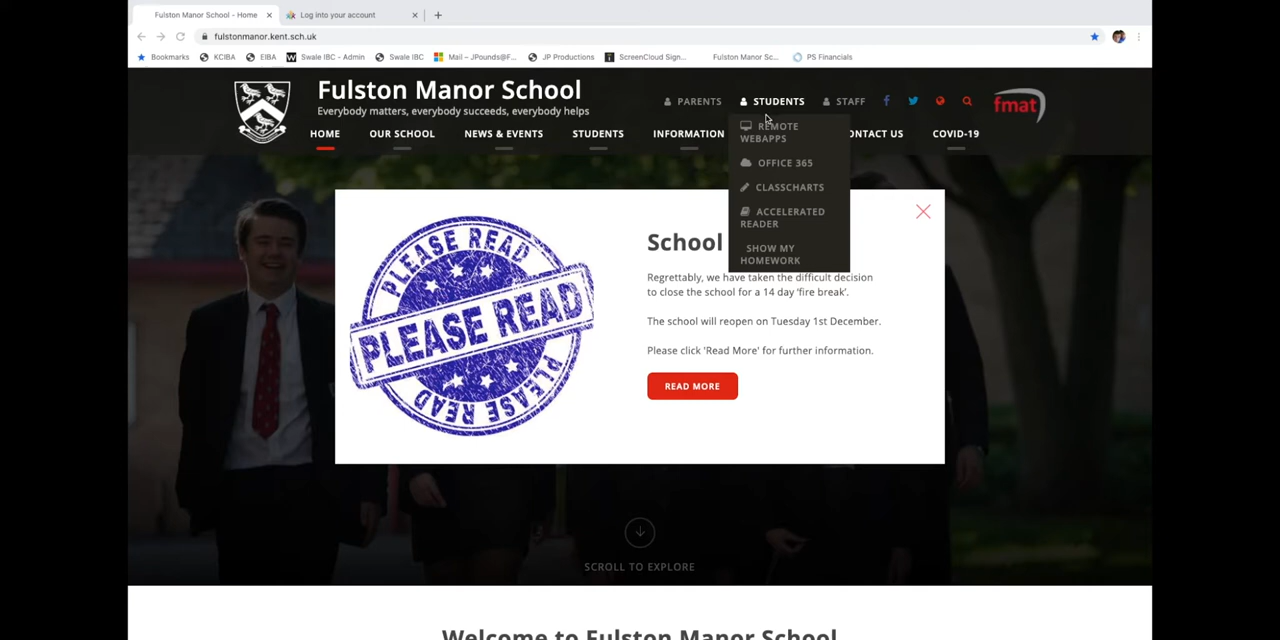 Fulston Manor School - Home
Log into your account
fulstonmanor.kent.sch.uk
Bookmarks KCIBA EIBA Swale IBC - Admin Swale IBC Mail – JPounds@F... JP Productions ScreenCloud Sign... Fulston Manor Sc... PS Financials
Fulston Manor School
Everybody matters, everybody succeeds, everybody helps
PARENTS STUDENTS STAFF
fmat
HOME OUR SCHOOL NEWS & EVENTS STUDENTS INFORMATION ONTACT US COVID-19
REMOTE
WEBAPPS
OFFICE 365
CLASSCHARTS
ACCELERATED
READER
SHOW MY
HOMEWORK
PLEASE READ
PLEASE READ
PLEASE READ
School
Regrettably, we have taken the difficult decision
to close the school for a 14 day 'fire break'.
The school will reopen on Tuesday 1st December.
Please click 'Read More' for further information.
READ MORE
SCROLL TO EXPLORE
Welcome to Fulston Manor School